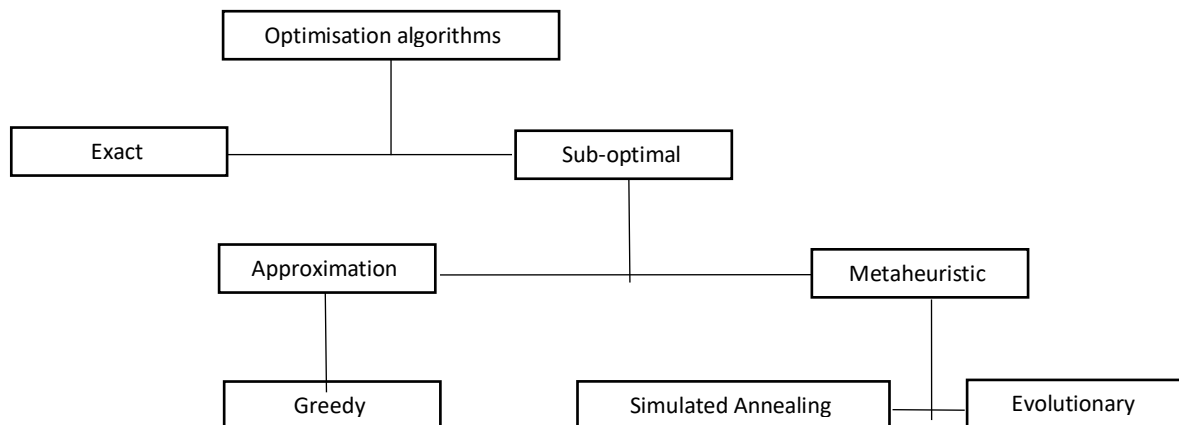 Optimisation algorithms
Exact
Sub-optimal
Approximation
Metaheuristic
Greedy
Simulated Annealing
Evolutionary